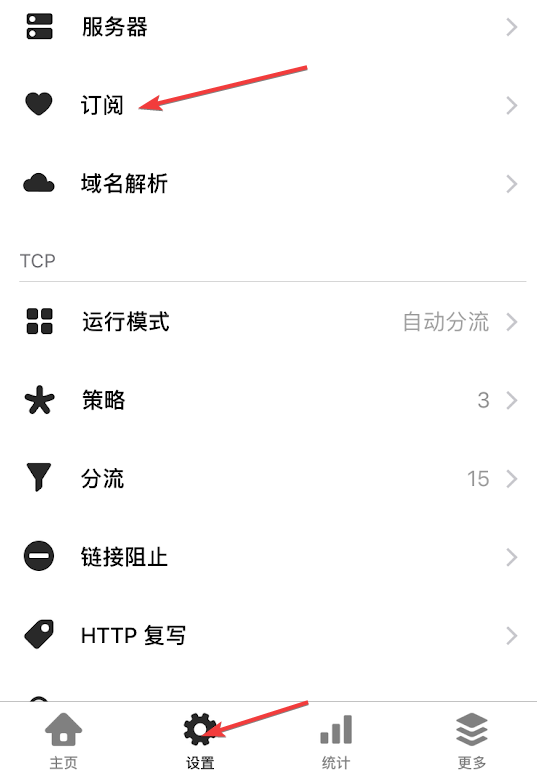 服务器
订阅
域名解析
TCP
运行模式 自动分流
策略 3
分流 15
链接阻止
HTTP 复写
主页 设置 统计 更多